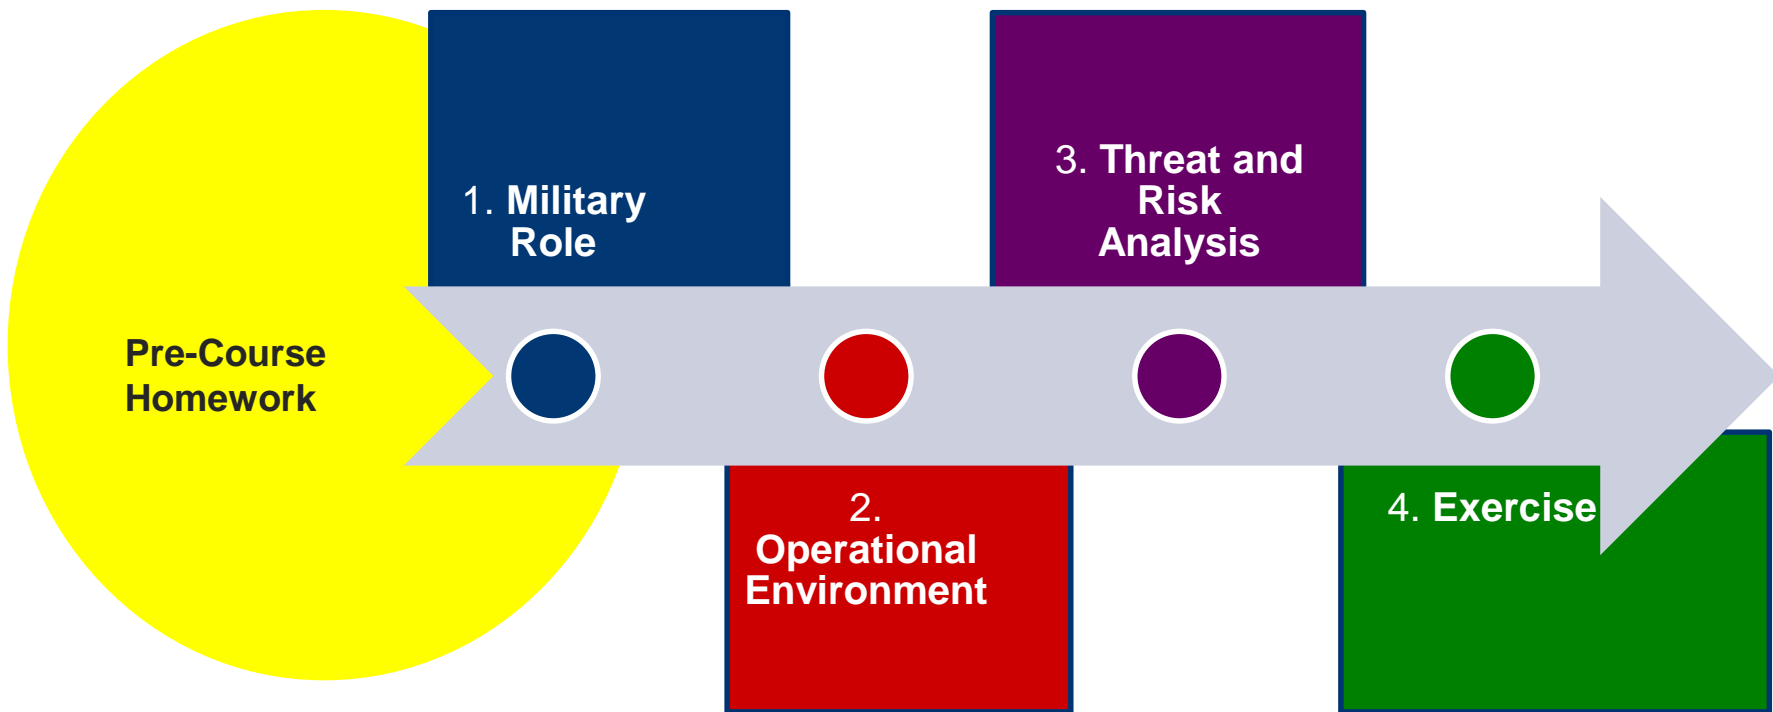 Pre-Course
Homework
1. Military
Role
2.
Operational
Environment
3. Threat and
Risk
Analysis
4. Exercise